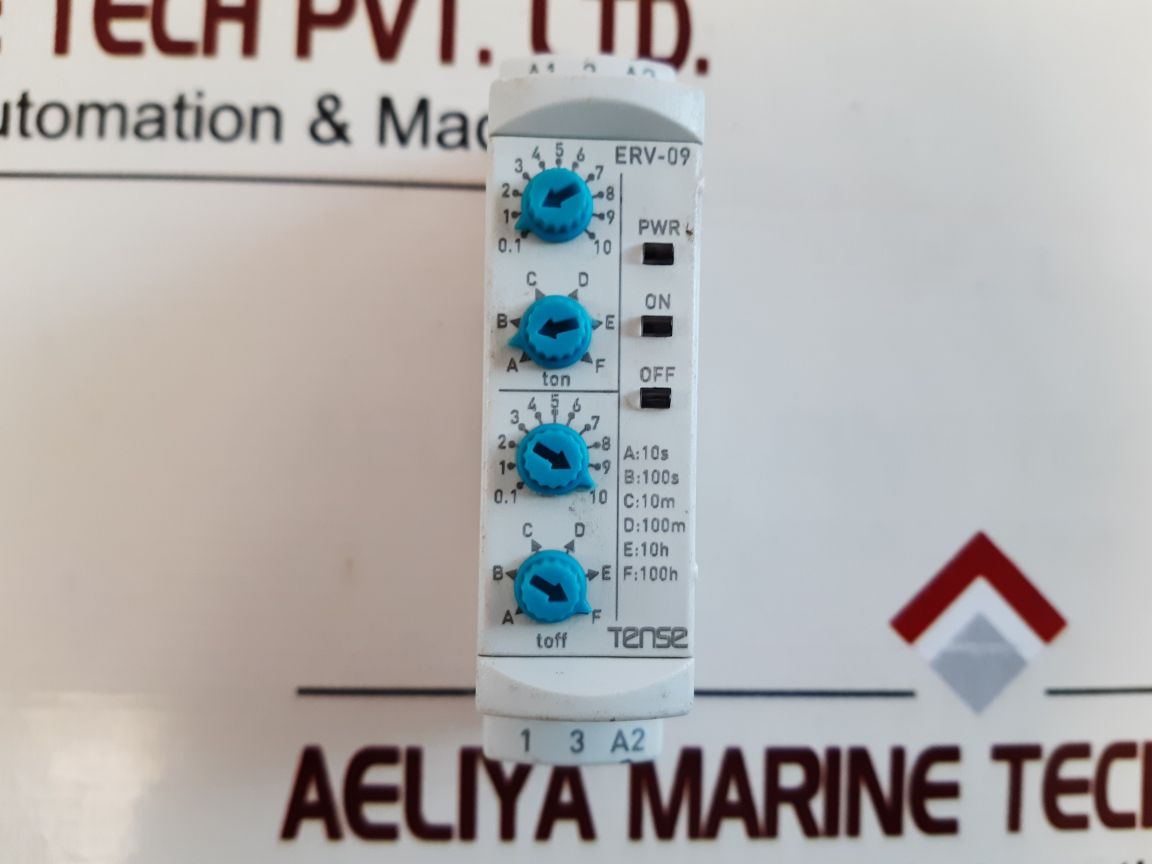 TECH PVT. LTD.
utomation & Mac
A1 2 A2
ERV-09
0.1 1 2 3 4 5 6 7 8 9 10
PWR
A B C D E F
ton
ON
OFF
0.1 1 2 3 4 5 6 7 8 9 10
A B C D E F
toff
A:10s
B:100s
C:10m
D:100m
E:10h
F:100h
TENSE
1 3 A2
AELIYA MARINE TEC